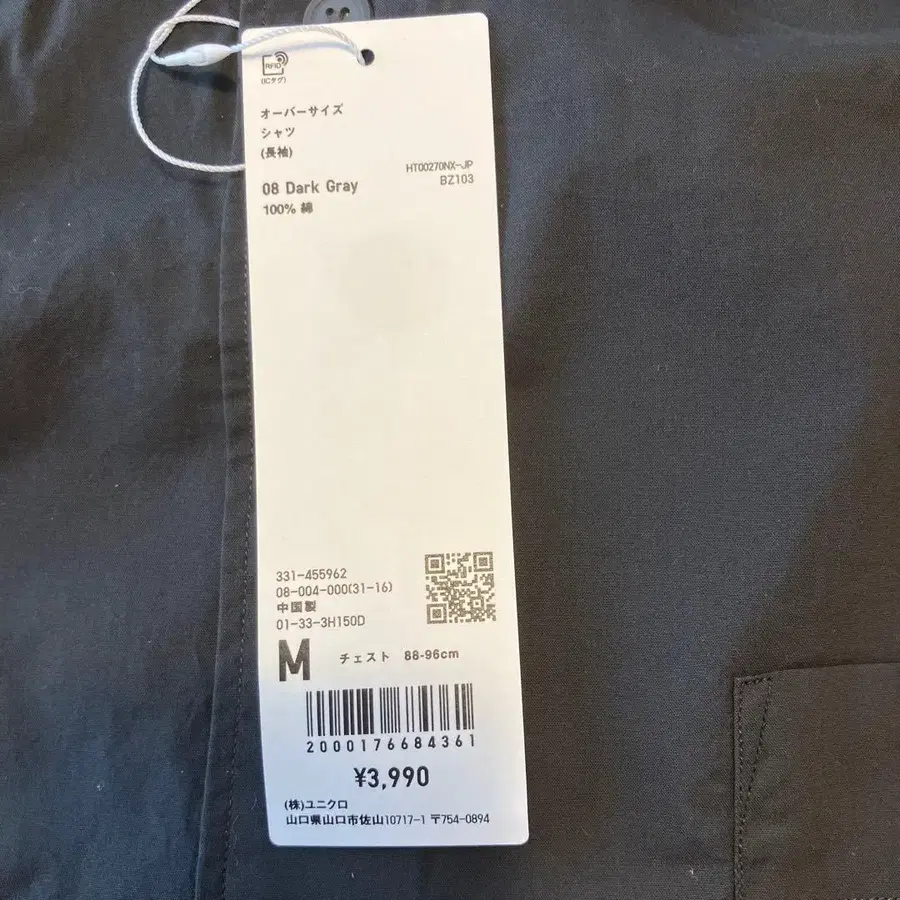 RFID
(ICタグ)
オーバーサイズ
シャツ
(長袖)
HT00270NX-JP
08 Dark Gray
BZ103
100% 綿
331-455962
08-004-000(31-16)
中国製
01-33-3H150D
M チェスト 88-96cm
2000176684361
¥3,990
(株)ユニクロ
山口県山口市佐山10717-1 〒754-0894